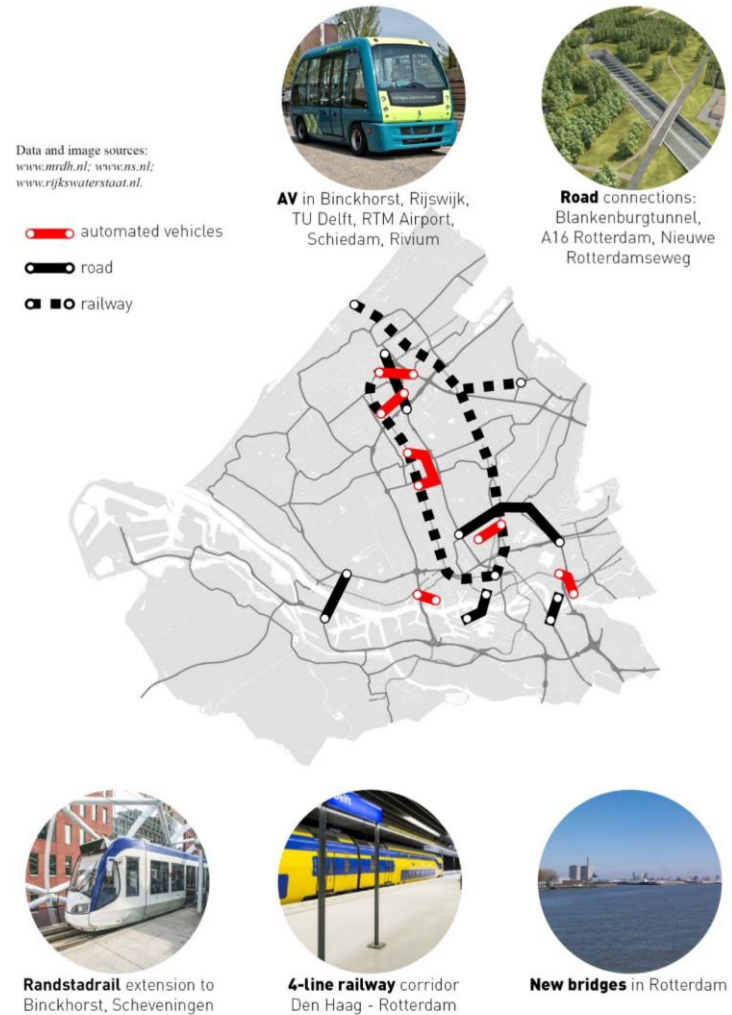 Data and image sources:
www.mrdh.nl; www.ns.nl;
www.rijkswaterstaat.nl.
automated vehicles
road
railway
AV in Binckhorst, Rijswijk,
TU Delft, RTM Airport,
Schiedam, Rivium
Road connections:
Blankenburgtunnel,
A16 Rotterdam, Nieuwe
Rotterdamseweg
Randstadrail extension to
Binckhorst, Scheveningen
4-line railway corridor
Den Haag - Rotterdam
New bridges in Rotterdam